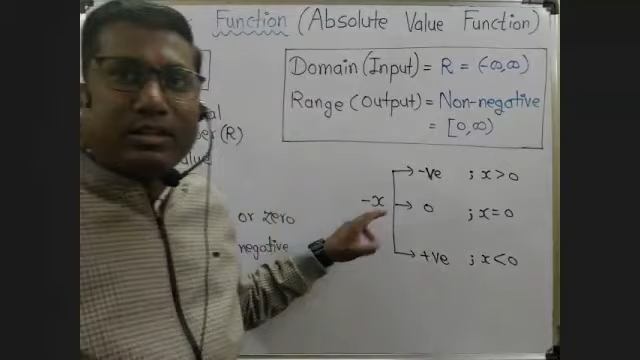 Function (Absolute Value Function)
Domain (Input) = R = (-∞,∞)
Range (Output) = Non-negative
= [0,∞)
(R)
-x
→ -ve ; x>0
→ 0 ; x=0
→ +ve ; x<0
or zero
negative